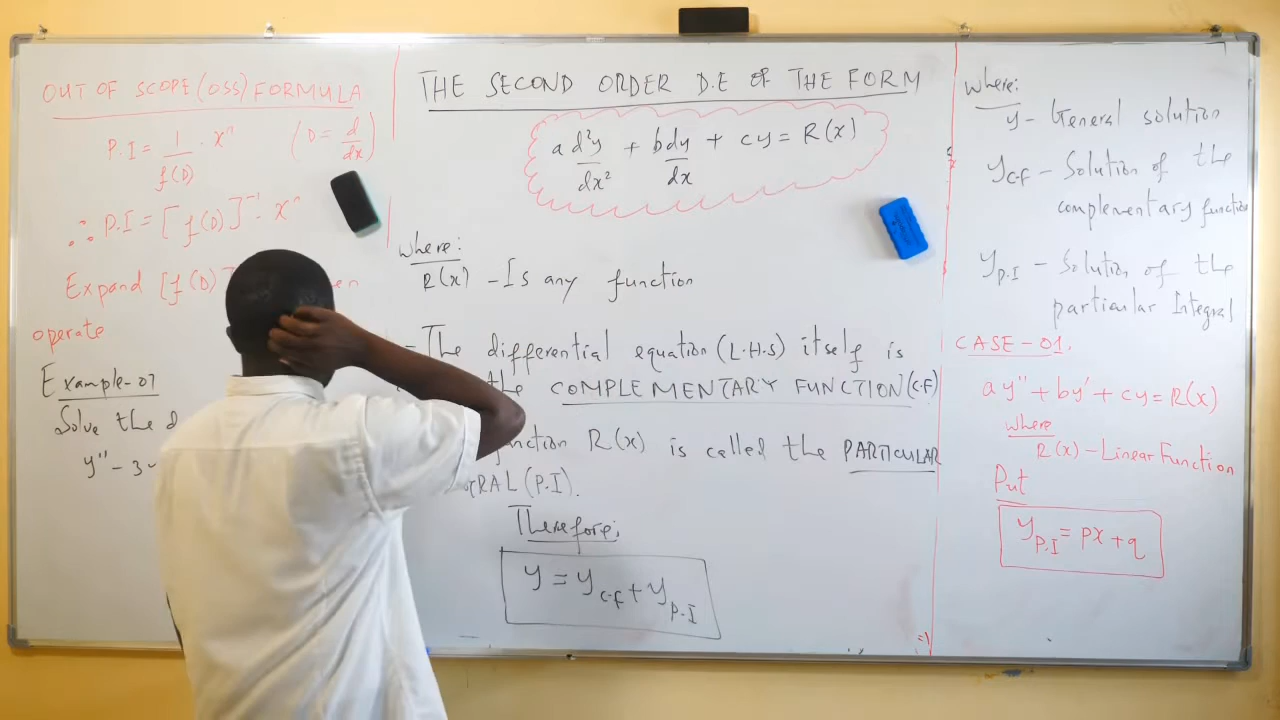 OUT OF SCOPE (OSS) FORMULA
P.I = 1/f(D) · xⁿ (D = d/dx)
∴ P.I = [f(D)]⁻¹ · xⁿ
Expand [f(D)]
operate
Example-01
Solve the
y'' - 3
THE SECOND ORDER D.E OF THE FORM
a d²y/dx² + b dy/dx + cy = R(x)
where:
R(x) - Is any function
The differential equation (L.H.S) itself is
the COMPLEMENTARY FUNCTION (C.F)
R(x) is called the PARTICULAR
(P.I).
Therefore;
y = y_C.F + y_P.I
where:
y - General solution
y_C.F - Solution of the
complementary function
y_P.I - Solution of the
particular Integral
CASE-01.
ay'' + by' + cy = R(x)
where
R(x) - Linear Function
Put
y_P.I = px + q